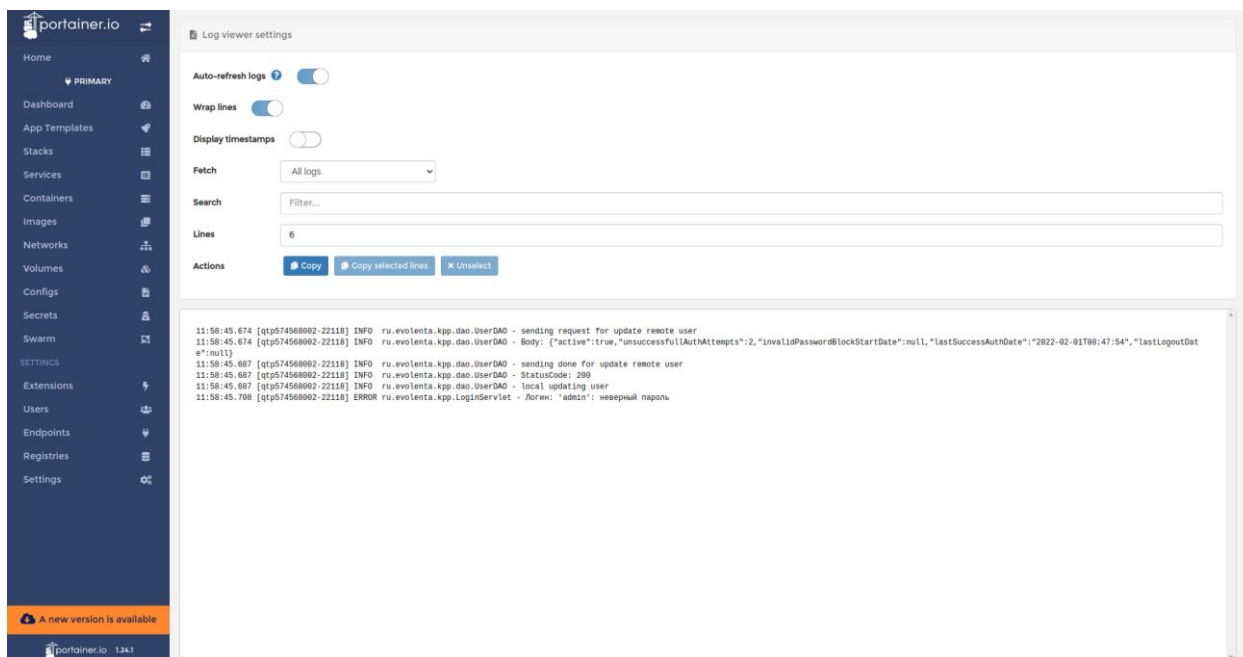 portainer.io
Home
PRIMARY
Dashboard
App Templates
Stacks
Services
Containers
Images
Networks
Volumes
Configs
Secrets
Swarm
SETTINGS
Extensions
Users
Endpoints
Registries
Settings
A new version is available
portainer.io 1.24.1
Log viewer settings
Auto-refresh logs
Wrap lines
Display timestamps
Fetch All logs
Search Filter...
Lines 6
Actions Copy Copy selected lines Unselect
11:58:45.674 [qtp574568002-22118] INFO ru.evolenta.kpp.dao.UserDAO - sending request for update remote user
11:58:45.674 [qtp574568002-22118] INFO ru.evolenta.kpp.dao.UserDAO - Body: {"active":true,"unsuccessfullAuthAttempts":2,"invalidPasswordBlockStartDate":null,"lastSuccessAuthDate":"2022-02-01T08:47:54","lastLogoutDat
e":null}
11:58:45.687 [qtp574568002-22118] INFO ru.evolenta.kpp.dao.UserDAO - sending done for update remote user
11:58:45.687 [qtp574568002-22118] INFO ru.evolenta.kpp.dao.UserDAO - StatusCode: 200
11:58:45.687 [qtp574568002-22118] INFO ru.evolenta.kpp.dao.UserDAO - local updating user
11:58:45.708 [qtp574568002-22118] ERROR ru.evolenta.kpp.LoginServlet - Логин: 'admin': неверный пароль